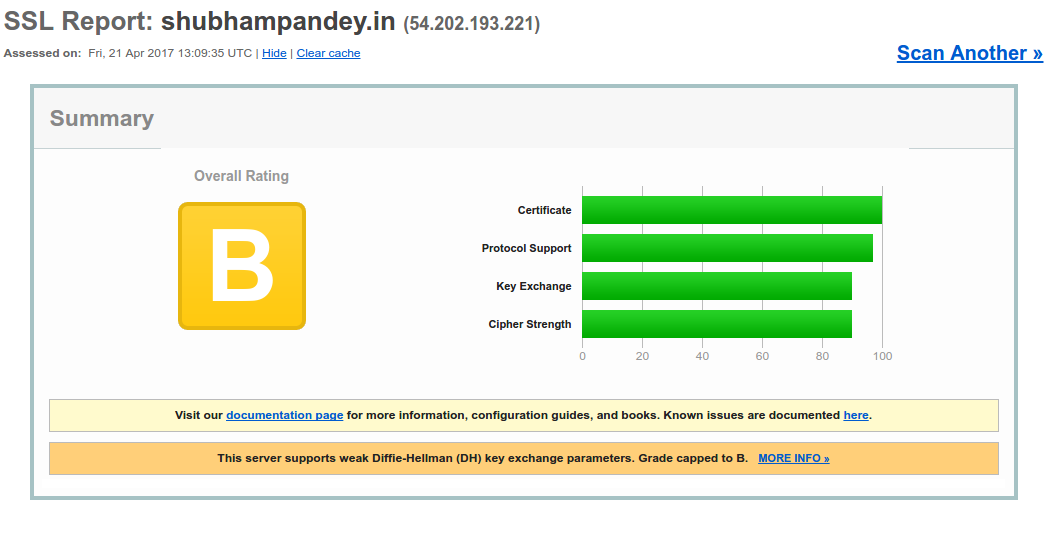 SSL Report: shubhampandey.in (54.202.193.221)
Assessed on: Fri, 21 Apr 2017 13:09:35 UTC | Hide | Clear cache
Scan Another »
Summary
Overall Rating
B
Certificate
Protocol Support
Key Exchange
Cipher Strength
0 20 40 60 80 100
Visit our documentation page for more information, configuration guides, and books. Known issues are documented here.
This server supports weak Diffie-Hellman (DH) key exchange parameters. Grade capped to B. MORE INFO »